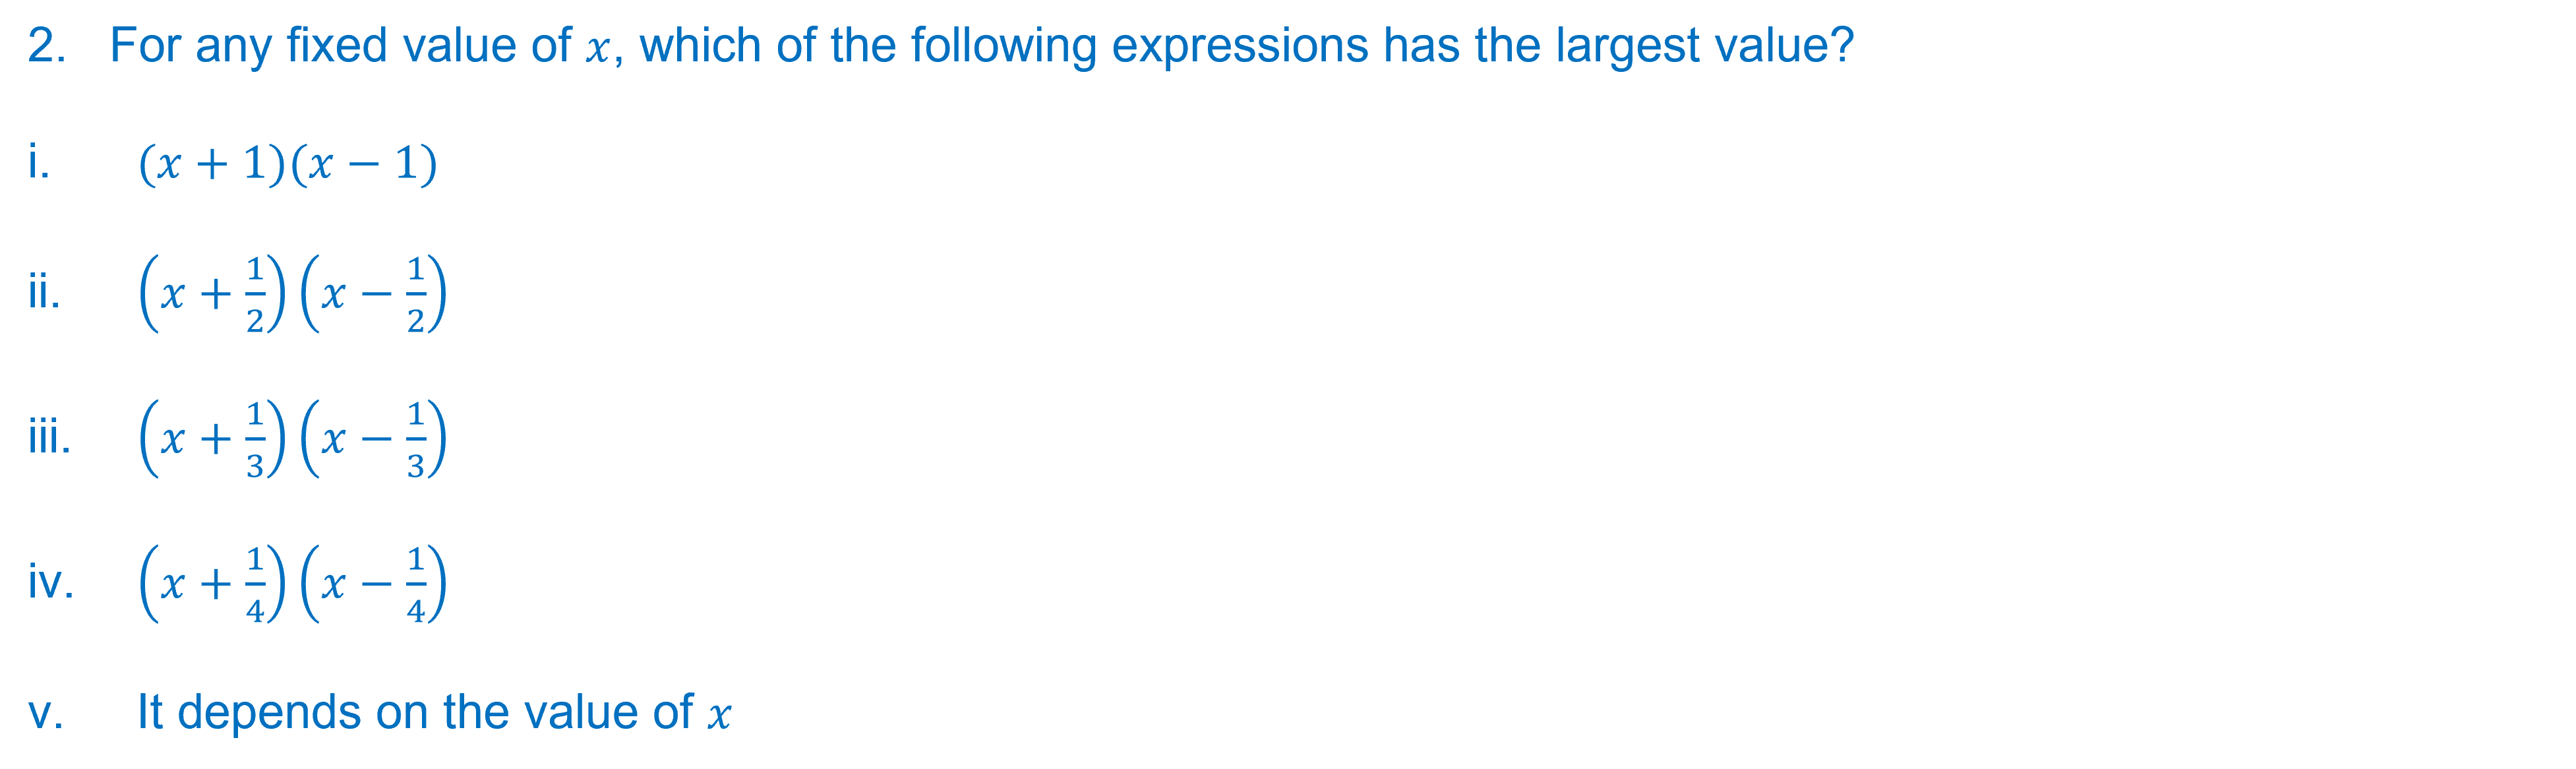 2. For any fixed value of x, which of the following expressions has the largest value?
i. (x + 1)(x − 1)
ii. (x + 1/2)(x − 1/2)
iii. (x + 1/3)(x − 1/3)
iv. (x + 1/4)(x − 1/4)
v. It depends on the value of x